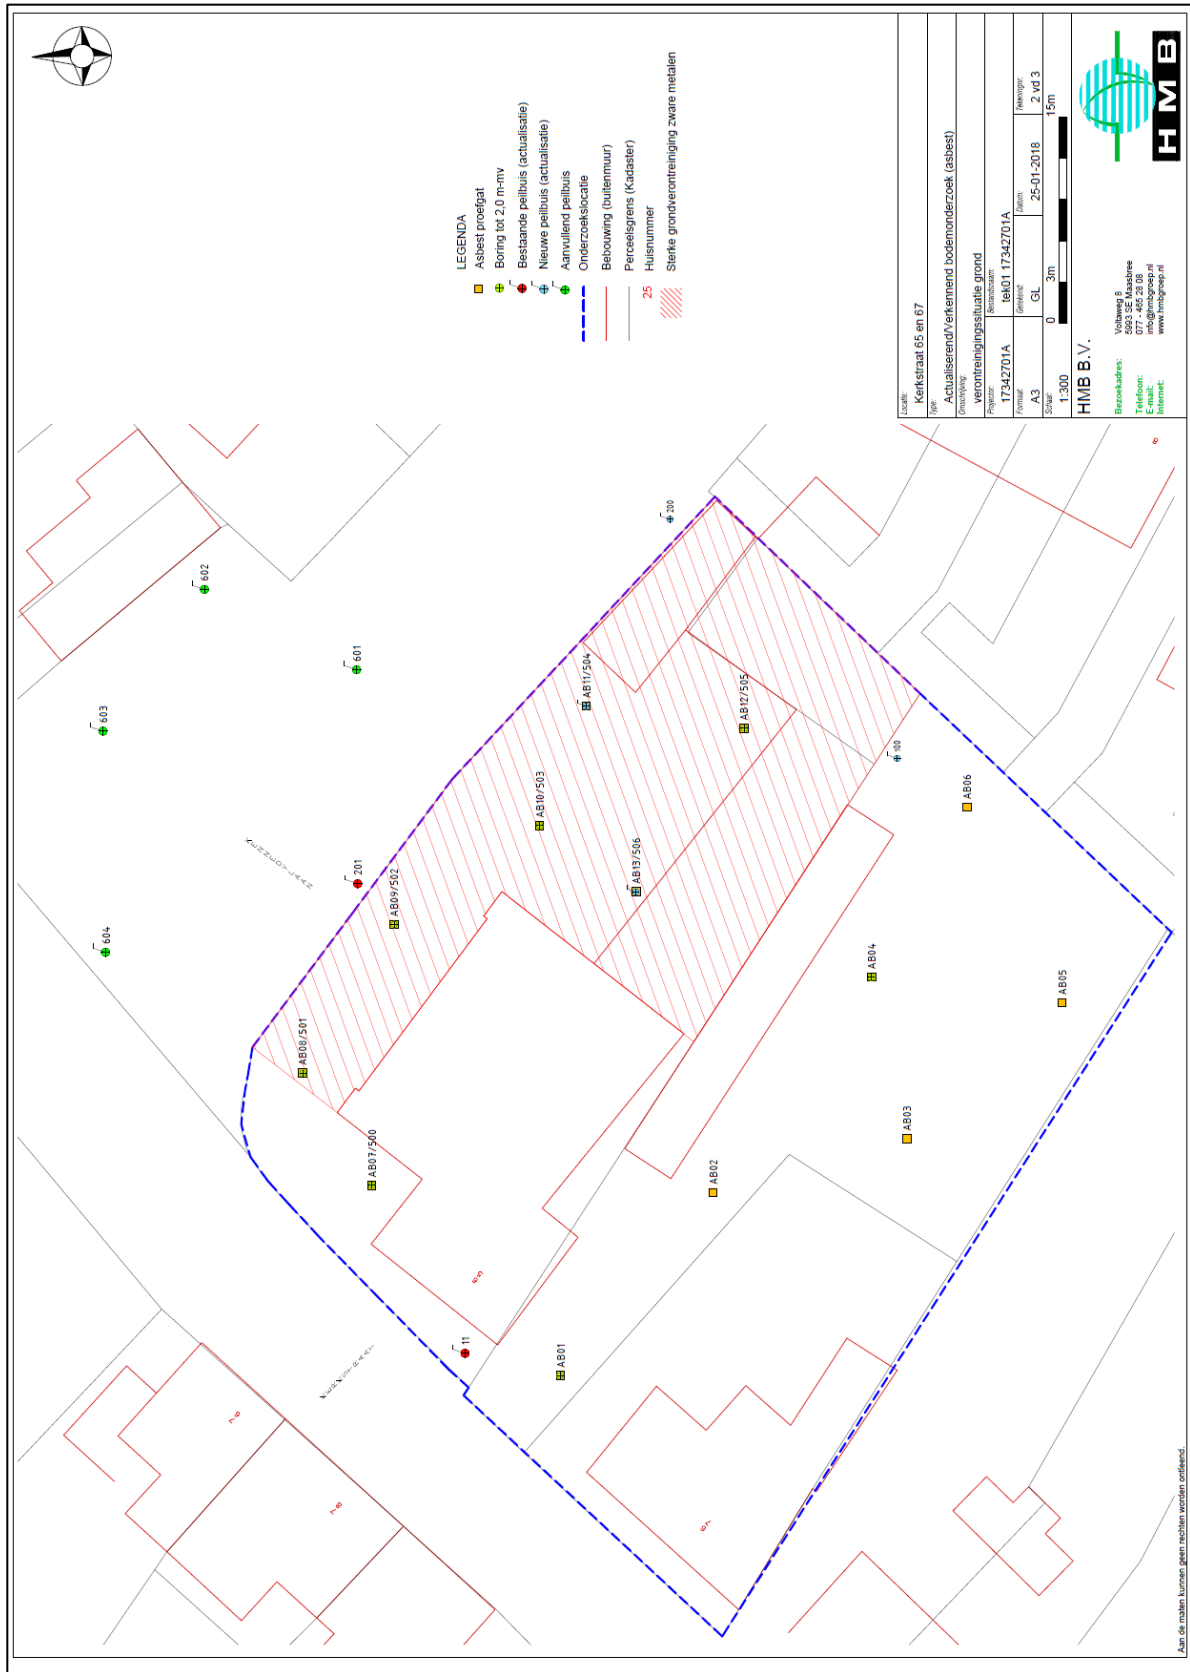 LEGENDA
Asbest proefgat
Boring tot 2,0 m-mv
Bestaande peilbuis (actualisatie)
Nieuwe peilbuis (actualisatie)
Aanvullend peilbuis
Onderzoekslocatie
Bebouwing (buitenmuur)
Perceelsgrens (Kadaster)
25 Huisnummer
Sterke grondverontreiniging zware metalen
603
602
601
604
201
200
KENNEDYLAAN
AB11/504
AB12/505
AB10/503
AB13/506
AB09/502
AB08/501
100
AB06
AB04
AB05
AB03
AB02
AB07/500
11
AB01
KERKSTRAAT
67
Locatie:
Kerkstraat 65 en 67
Type:
Actualiserend/Verkennend bodemonderzoek (asbest)
Omschrijving:
verontreinigingssituatie grond
Projectnr: Bestandsnaam:
17342701A tek01 17342701A
Formaat: Getekend: Datum: Tekeningnr:
A3 GL 25-01-2018 2 vd 3
Schaal:
1:300 0 3m 15m
HMB B.V.
Bezoekadres: Voltaweg 8
5993 SE Maasbree
Telefoon: 077 - 465 28 08
E-mail: info@hmbgroep.nl
Internet: www.hmbgroep.nl
HMB
Aan de maten kunnen geen rechten worden ontleend.